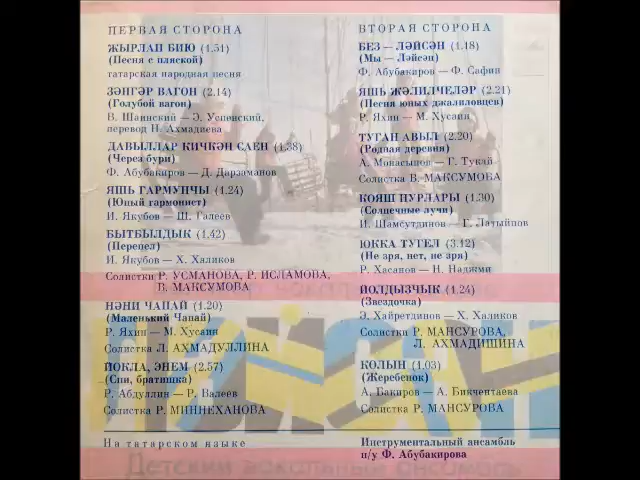 ПЕРВАЯ СТОРОНА
ЖЫРЛАП БИЮ (1.51)
(Песня с пляской)
татарская народная песня
ЗӘНГӘР ВАГОН (2.14)
(Голубой вагон)
В. Шаинский — Э. Успенский,
перевод Н. Ахмадиева
ДАВЫЛЛАР КИЧКӘН САЕН (1.38)
(Через бури)
Ф. Абубакиров — Д. Дарзаманов
ЯШЬ ГАРМУНЧЫ (1.24)
(Юный гармонист)
И. Якубов — Ш. Галеев
БЫТБЫЛДЫК (1.42)
(Перепел)
И. Якубов — Х. Халиков
Солистки Р. УСМАНОВА, Р. ИСЛАМОВА,
В. МАКСУМОВА
НӘНИ ЧАПАЙ (1.20)
(Маленький Чапай)
Р. Яхин — М. Хусаин
Солистка Л. АХМАДУЛЛИНА
ЙОКЛА, ЭНЕМ (2.57)
(Спи, братишка)
Р. Абдуллин — Р. Валеев
Солистка Р. МИННЕХАНОВА
На татарском языке
ВТОРАЯ СТОРОНА
БЕЗ — ЛӘЙСӘН (1.18)
(Мы — Ләйсән)
Ф. Абубакиров — Ф. Сафин
ЯШЬ ҖӘЛИЛЧЕЛӘР (2.21)
(Песня юных джалиловцев)
Р. Яхин — М. Хусаин
ТУГАН АВЫЛ (2.20)
(Родная деревня)
А. Монасыпов — Г. Тукай
Солистка В. МАКСУМОВА
КОЯШ НУРЛАРЫ (1.30)
(Солнечные лучи)
И. Шамсутдинов — Г. Латыйпов
ЮККА ТУГЕЛ (3.12)
(Не зря, нет, не зря)
Р. Хасанов — Н. Наджми
ЙОЛДЫЗЧЫК (1.24)
(Звездочка)
Э. Хайретдинов — Х. Халиков
Солистки Р. МАНСУРОВА,
Л. АХМАДИШИНА
КОЛЫН (1.03)
(Жеребенок)
А. Бакиров — А. Бикчентаева
Солистка Р. МАНСУРОВА
Инструментальный ансамбль
п/у Ф. Абубакирова